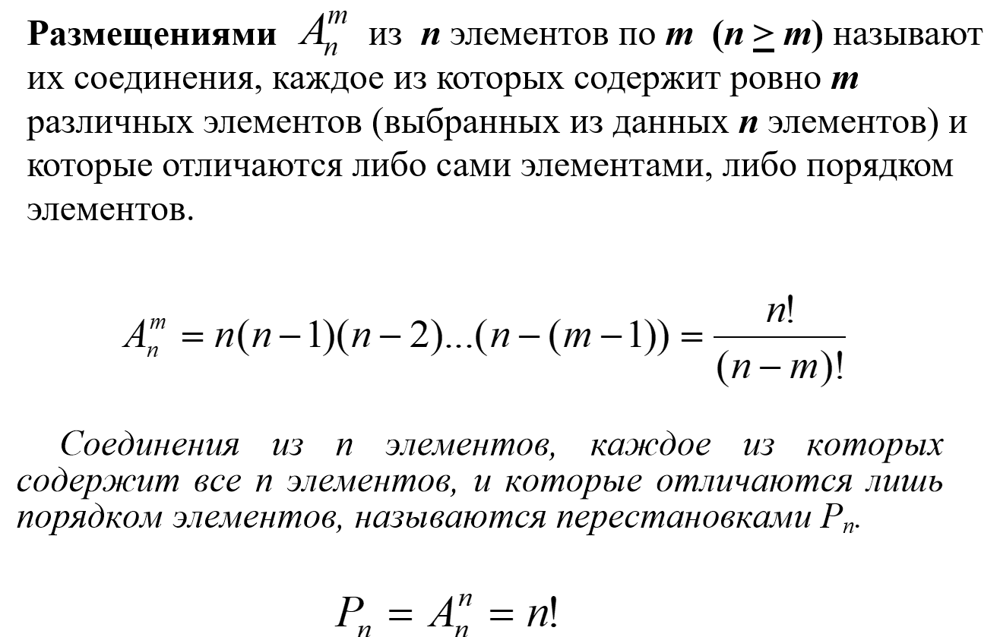 Размещениями A_n^m из n элементов по m (n ≥ m) называют
их соединения, каждое из которых содержит ровно m
различных элементов (выбранных из данных n элементов) и
которые отличаются либо сами элементами, либо порядком
элементов.
A_n^m = n(n − 1)(n − 2)...(n − (m − 1)) = n! / (n − m)!
Соединения из n элементов, каждое из которых
содержит все n элементов, и которые отличаются лишь
порядком элементов, называются перестановками P_n.
P_n = A_n^n = n!